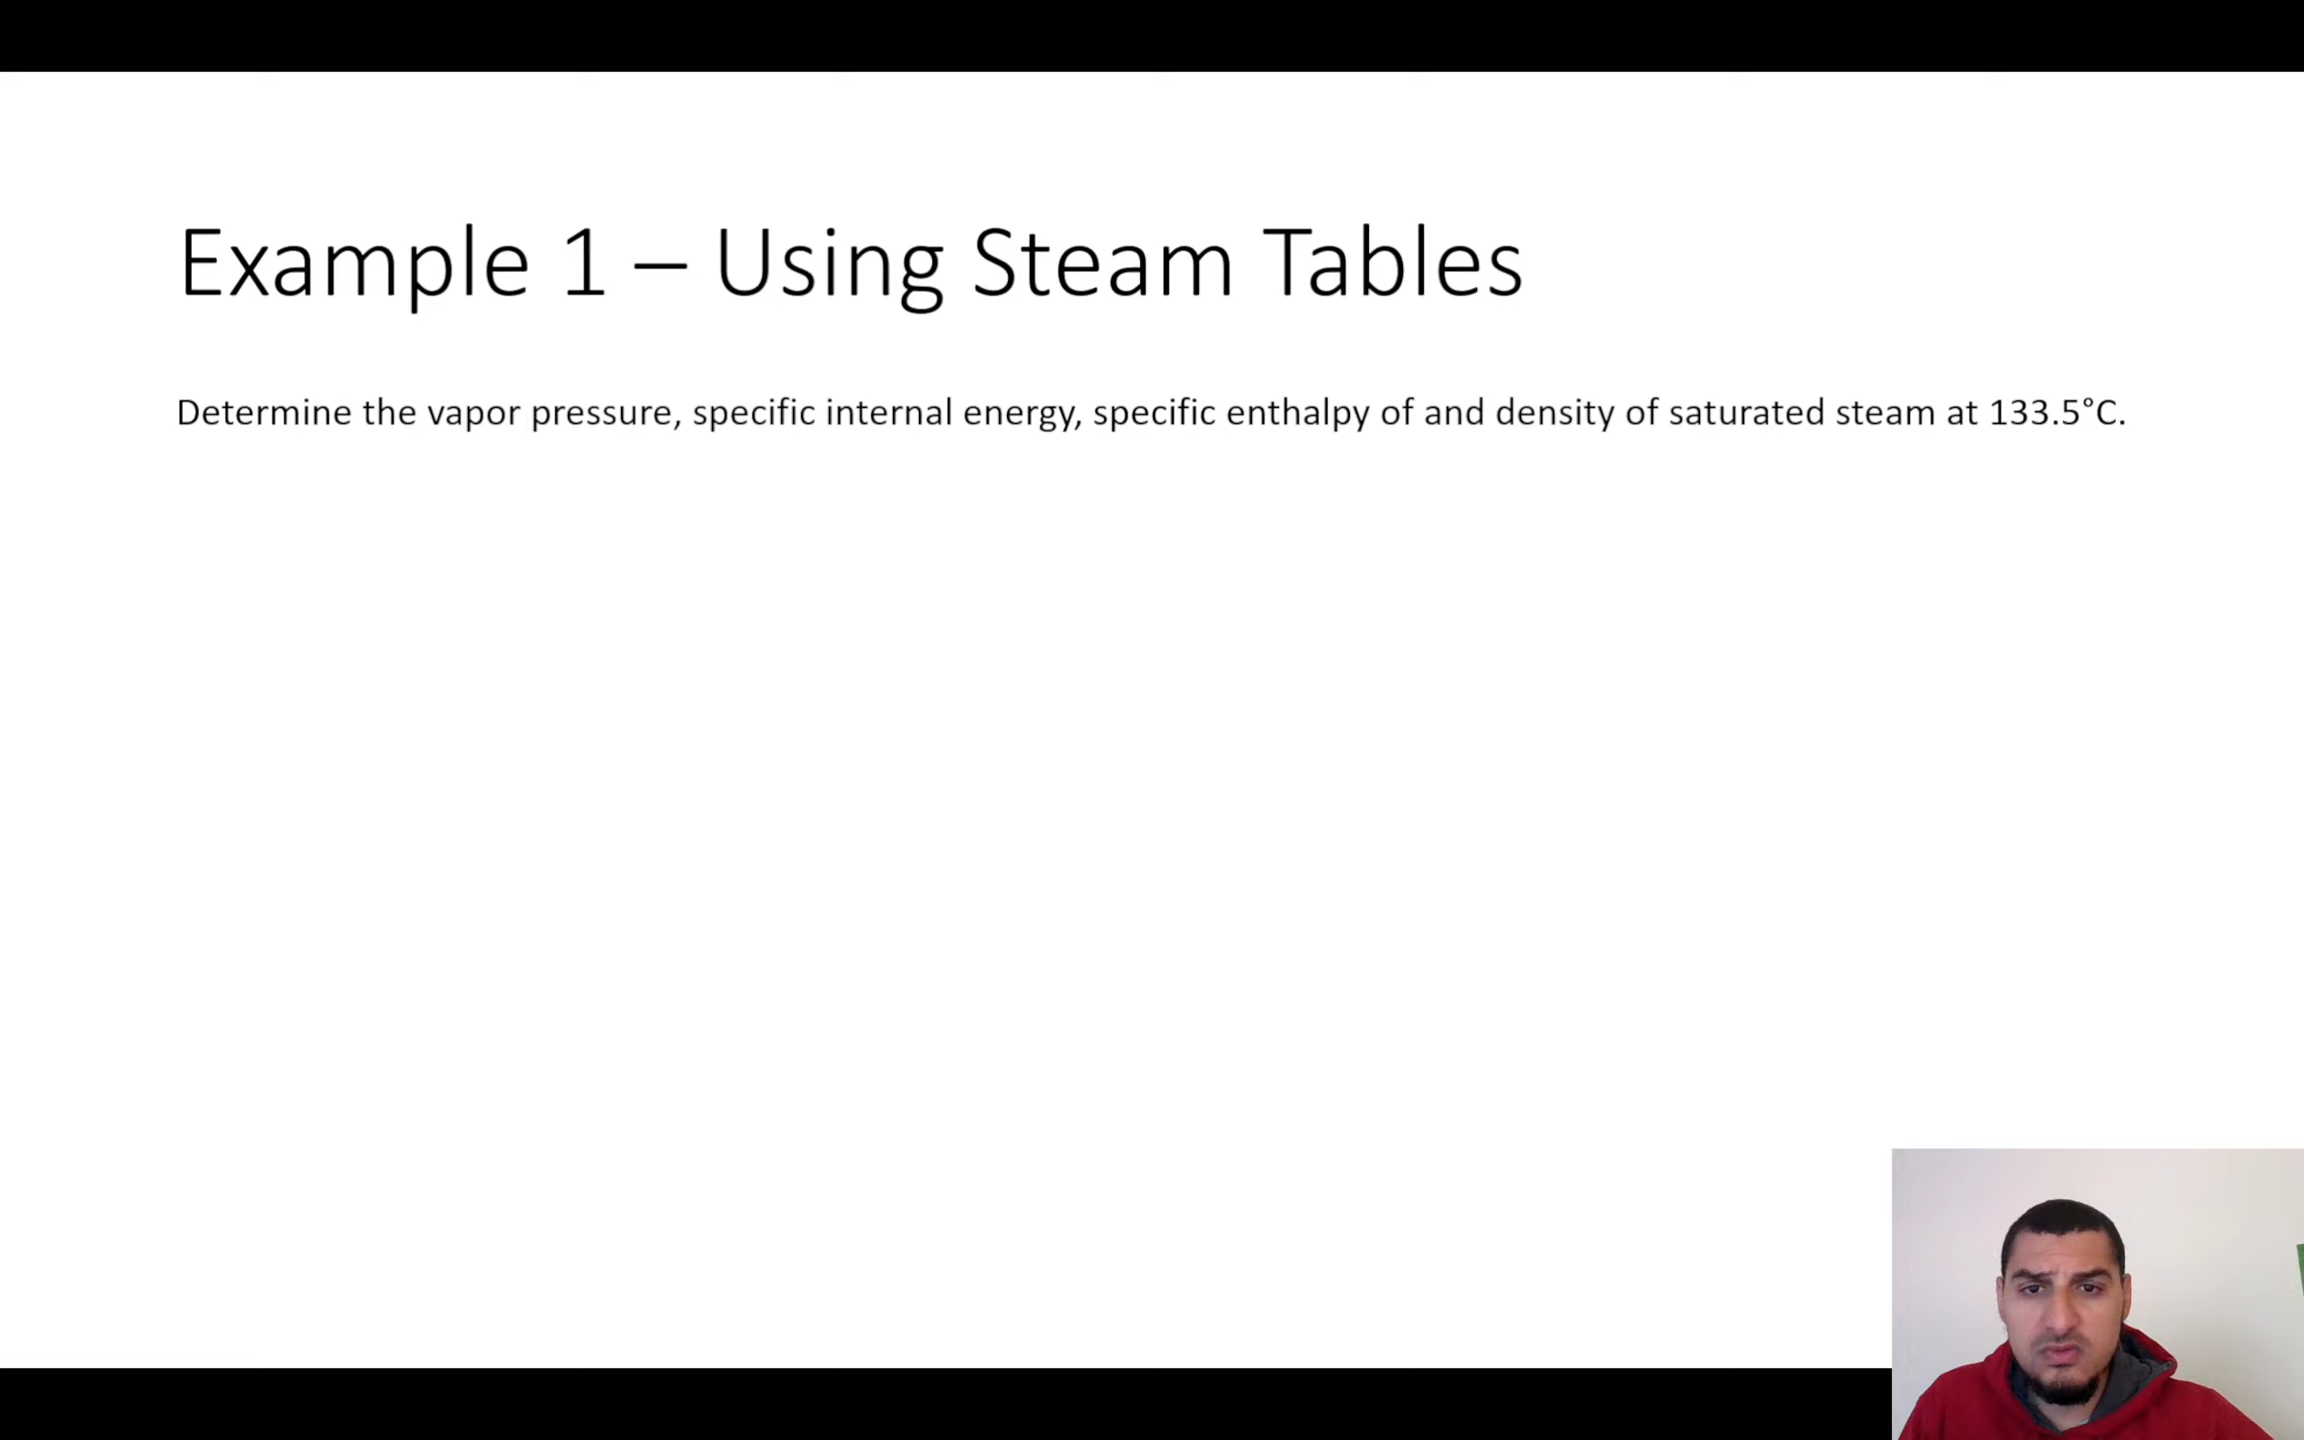 Example 1 – Using Steam Tables
Determine the vapor pressure, specific internal energy, specific enthalpy of and density of saturated steam at 133.5°C.